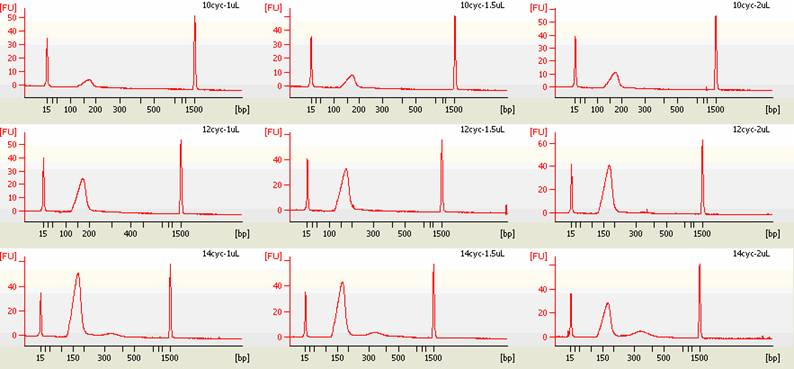 [FU] 10cyc-1uL [FU] 10cyc-1.5uL [FU] 10cyc-2uL
50 50 60
40 40 50
30 30 40
20 20 30
10 10 20
0 0 10
0
15 100 200 300 500 1500 [bp] 15 100 200 300 500 1500 [bp] 15 100 200 300 500 1500 [bp]
[FU] 12cyc-1uL [FU] 12cyc-1.5uL [FU] 12cyc-2uL
50 60 60
40 40 40
30 20 20
20 0 0
10
0
15 100 200 400 1500 [bp] 15 150 300 500 1500 [bp] 15 150 300 500 1500 [bp]
[FU] 14cyc-1uL [FU] 14cyc-1.5uL [FU] 14cyc-2uL
40 40 40
20 20 20
0 0 0
15 150 300 500 1500 [bp] 15 150 300 500 1500 [bp] 15 150 300 500 1500 [bp]